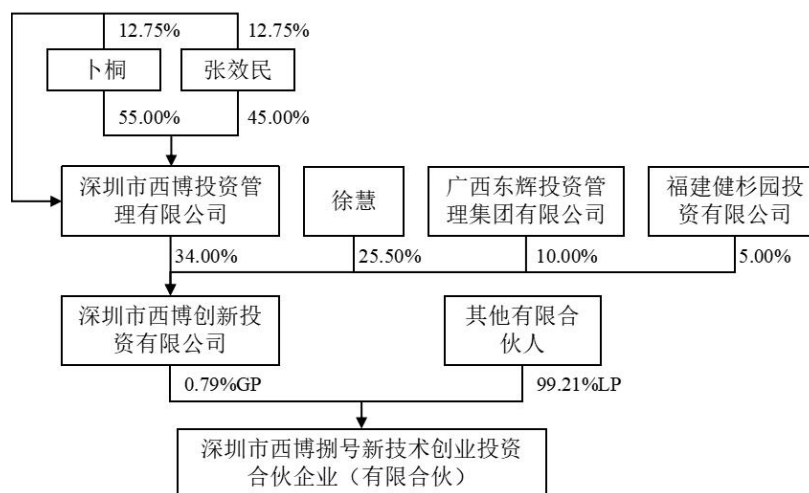 12.75% 12.75%
卜桐 张效民
55.00% 45.00%
深圳市西博投资管
理有限公司
徐慧
广西东辉投资管
理集团有限公司
福建健杉园投
资有限公司
34.00% 25.50% 10.00% 5.00%
深圳市西博创新投
资有限公司
其他有限合
伙人
0.79%GP 99.21%LP
深圳市西博捌号新技术创业投资
合伙企业（有限合伙）